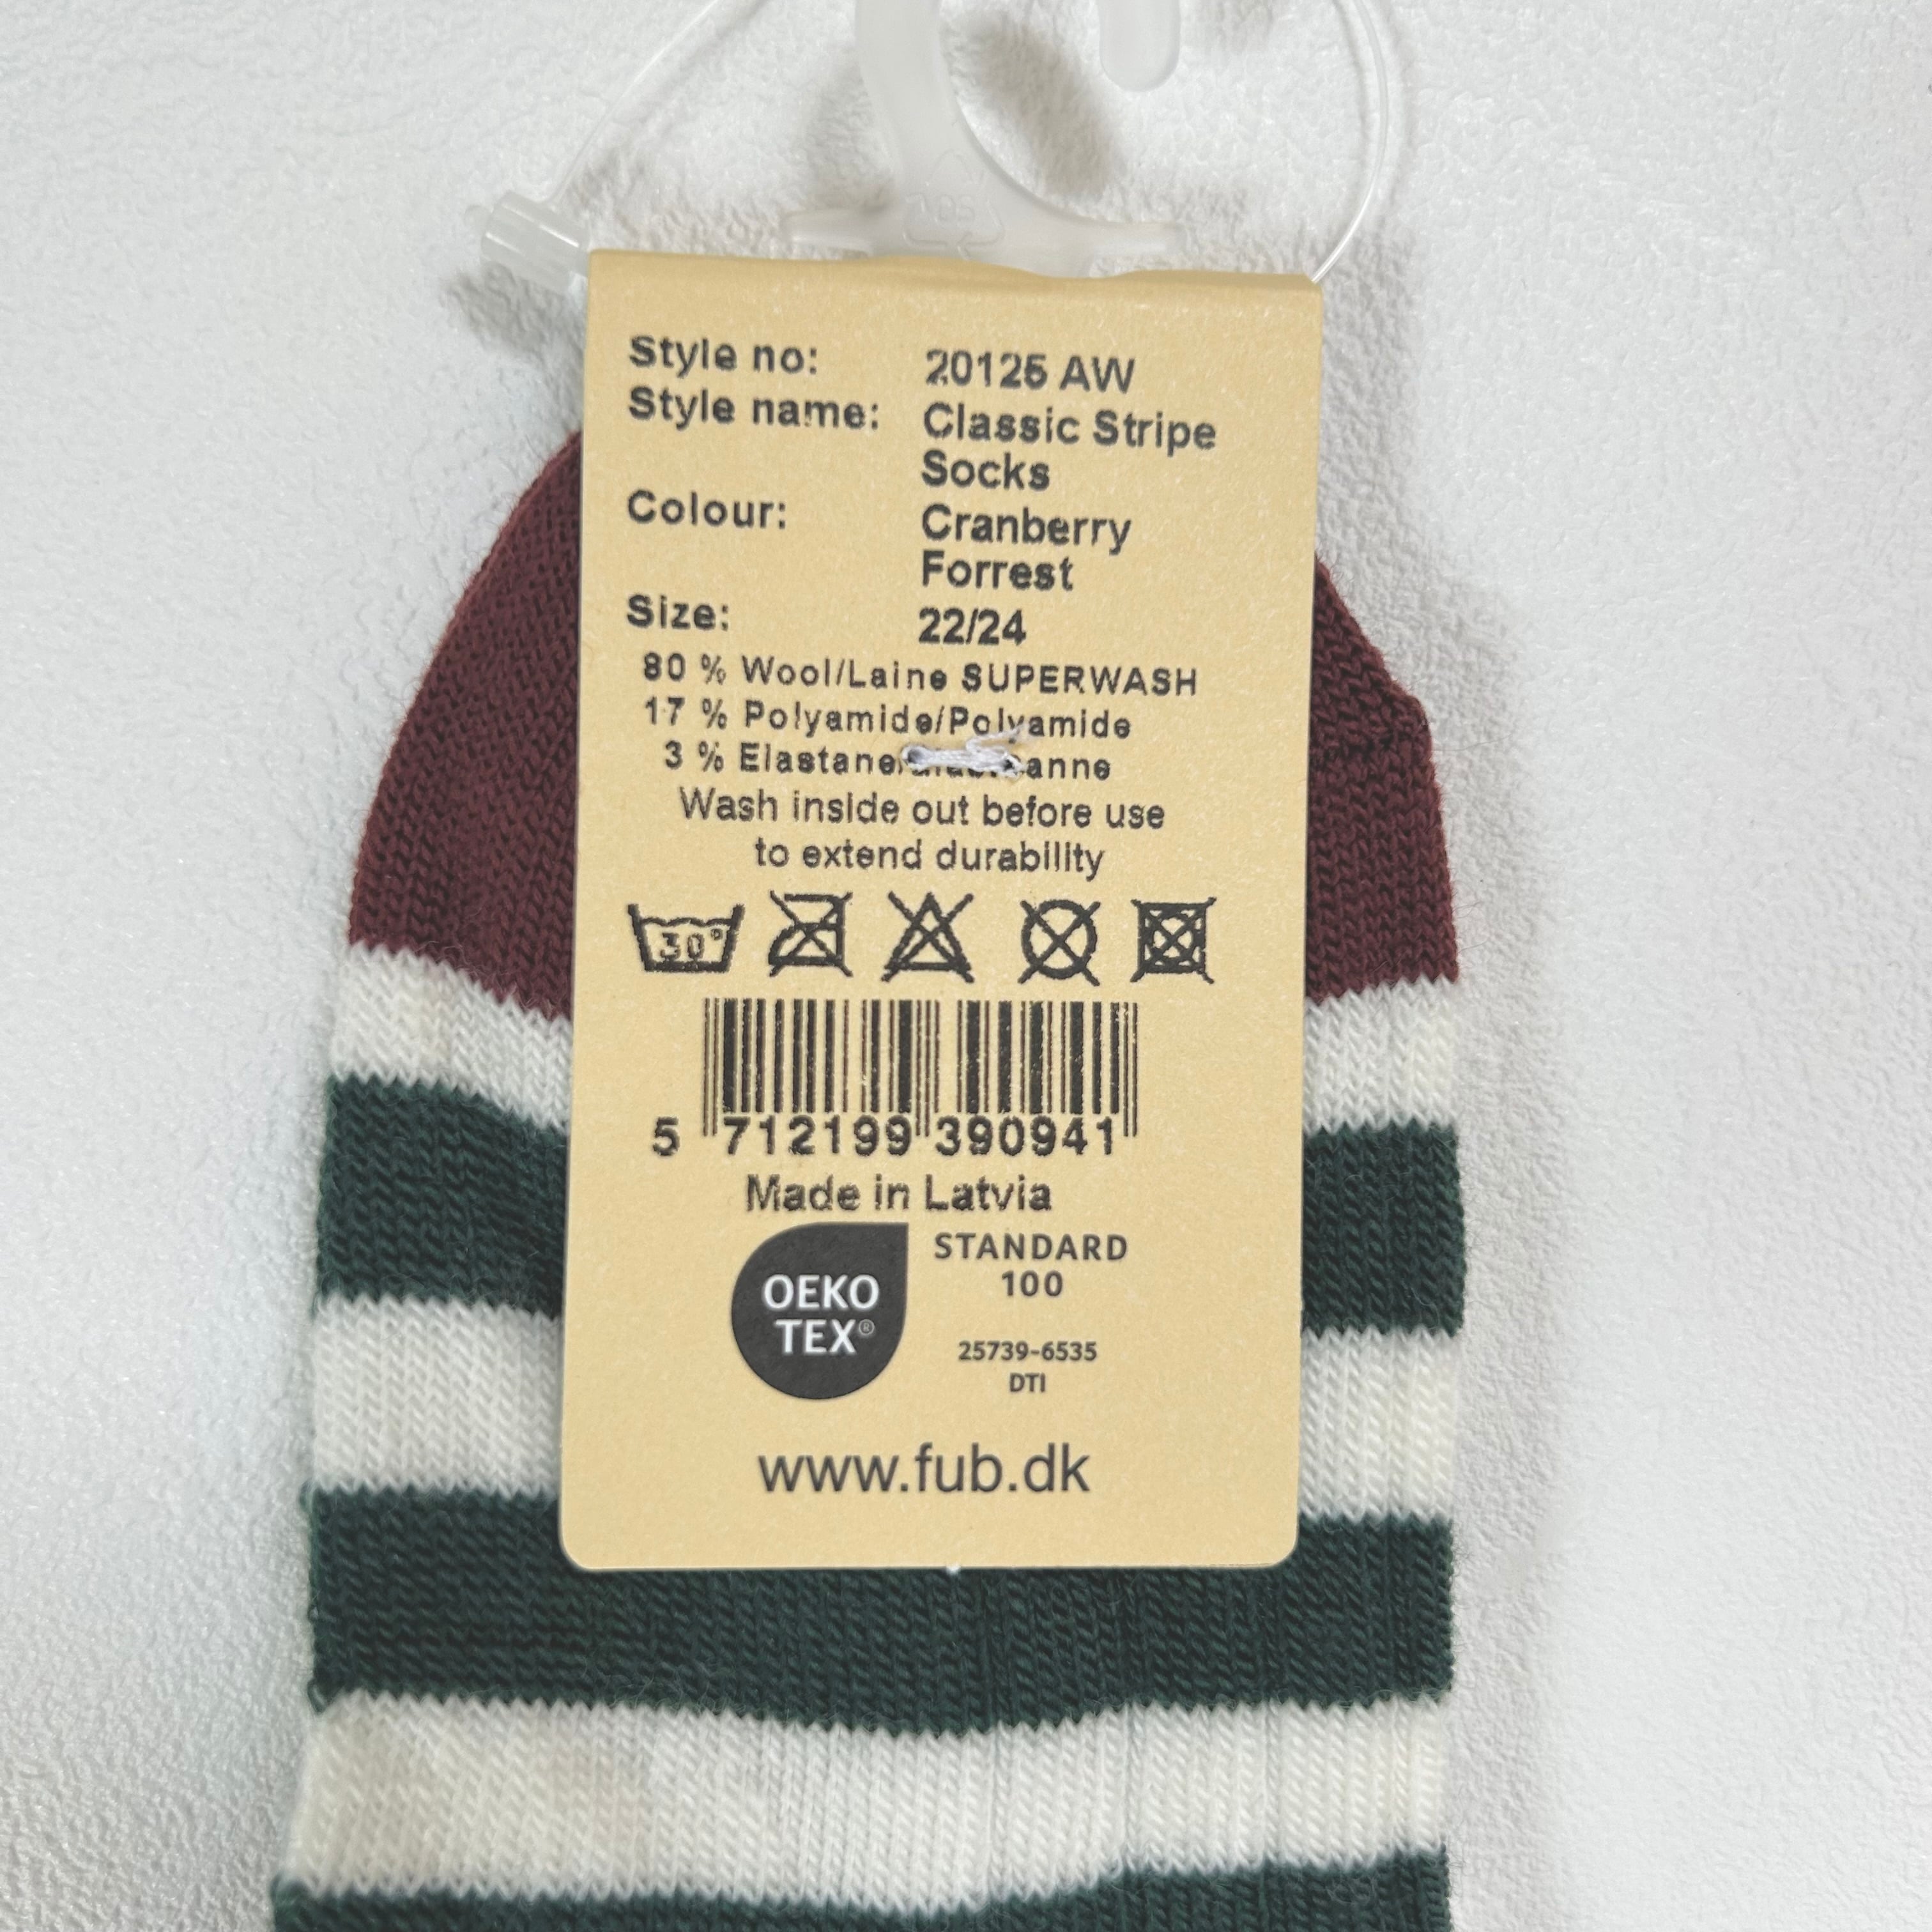 Style no: 20125 AW
Style name: Classic Stripe
Socks
Colour: Cranberry
Forrest
Size: 22/24
80 % Wool/Laine SUPERWASH
17 % Polyamide/Polyamide
3 % Elastane
Wash inside out before use
to extend durability
30°
5 712199 390941
Made in Latvia
OEKO
TEX®
STANDARD
100
25739-6535
DTI
www.fub.dk